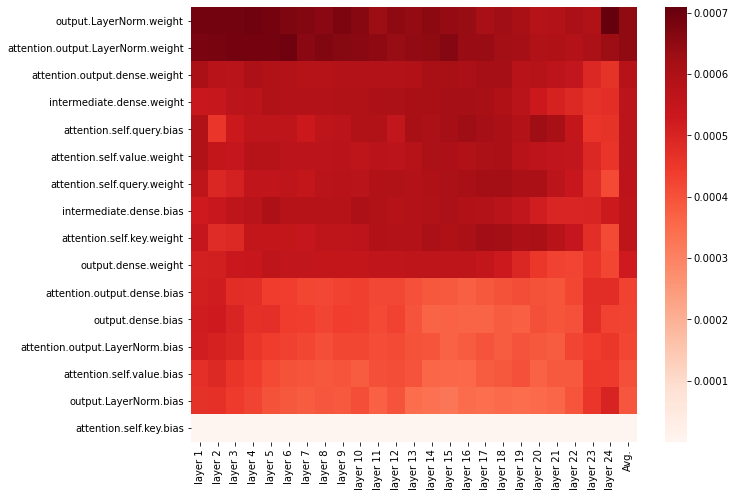 output.LayerNorm.weight
attention.output.LayerNorm.weight
attention.output.dense.weight
intermediate.dense.weight
attention.self.query.bias
attention.self.value.weight
attention.self.query.weight
intermediate.dense.bias
attention.self.key.weight
output.dense.weight
attention.output.dense.bias
output.dense.bias
attention.output.LayerNorm.bias
attention.self.value.bias
output.LayerNorm.bias
attention.self.key.bias
layer 1
layer 2
layer 3
layer 4
layer 5
layer 6
layer 7
layer 8
layer 9
layer 10
layer 11
layer 12
layer 13
layer 14
layer 15
layer 16
layer 17
layer 18
layer 19
layer 20
layer 21
layer 22
layer 23
layer 24
Avg.
0.0007
0.0006
0.0005
0.0004
0.0003
0.0002
0.0001